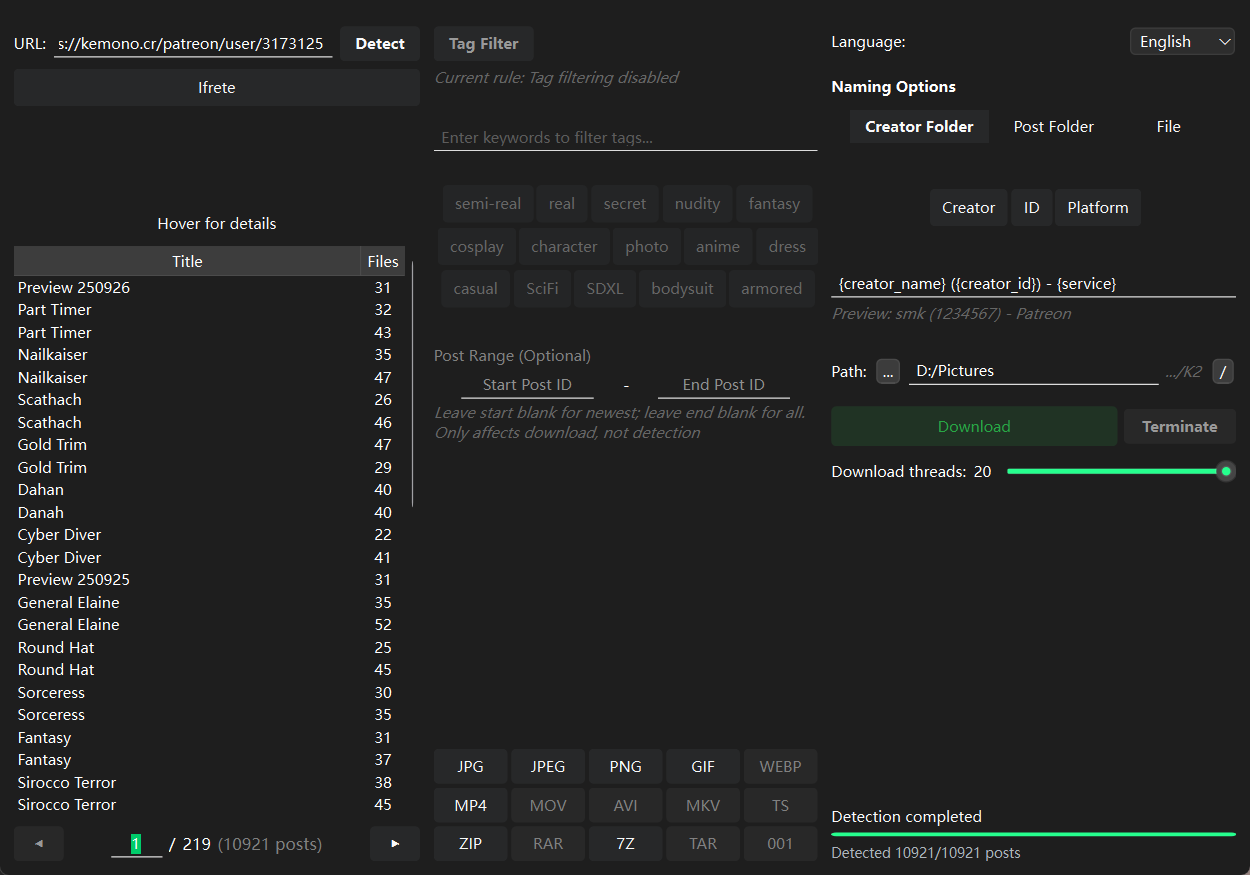 URL: s://kemono.cr/patreon/user/3173125 Detect
Ifrete
Hover for details
Title Files
Preview 250926 31
Part Timer 32
Part Timer 43
Nailkaiser 35
Nailkaiser 47
Scathach 26
Scathach 46
Gold Trim 47
Gold Trim 29
Dahan 40
Danah 40
Cyber Diver 22
Cyber Diver 41
Preview 250925 31
General Elaine 35
General Elaine 52
Round Hat 25
Round Hat 45
Sorceress 30
Sorceress 35
Fantasy 31
Fantasy 37
Sirocco Terror 38
Sirocco Terror 45
◄ 1 / 219 (10921 posts) ►
Tag Filter
Current rule: Tag filtering disabled
Enter keywords to filter tags...
semi-real real secret nudity fantasy
cosplay character photo anime dress
casual SciFi SDXL bodysuit armored
Post Range (Optional)
Start Post ID - End Post ID
Leave start blank for newest; leave end blank for all.
Only affects download, not detection
JPG JPEG PNG GIF WEBP
MP4 MOV AVI MKV TS
ZIP RAR 7Z TAR 001
Language: English
Naming Options
Creator Folder Post Folder File
Creator ID Platform
{creator_name} ({creator_id}) - {service}
Preview: smk (1234567) - Patreon
Path: ... D:/Pictures .../K2 /
Download Terminate
Download threads: 20
Detection completed
Detected 10921/10921 posts